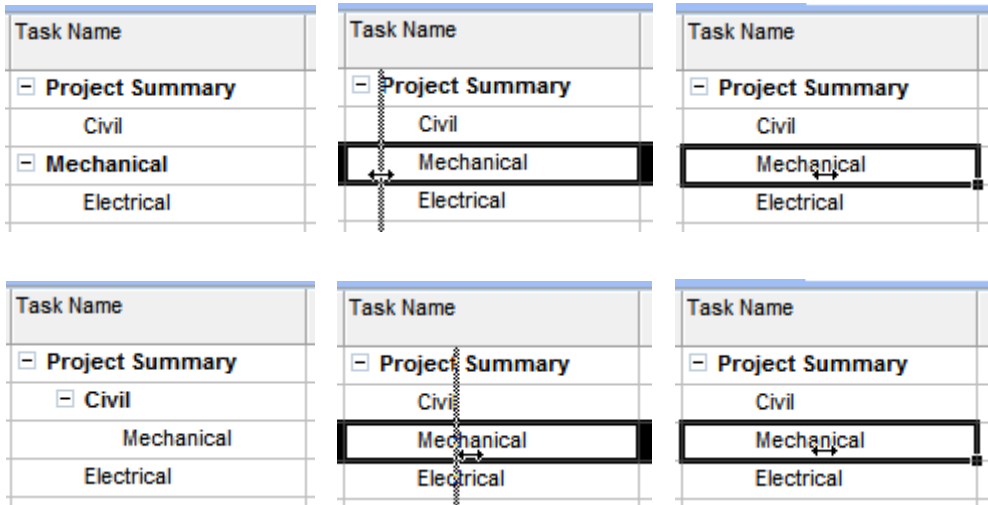 Task Name
Project Summary
Civil
Mechanical
Electrical
Task Name
Project Summary
Civil
Mechanical
Electrical
Task Name
Project Summary
Civil
Mechanical
Electrical
Task Name
Project Summary
Civil
Mechanical
Electrical
Task Name
Project Summary
Civil
Mechanical
Electrical
Task Name
Project Summary
Civil
Mechanical
Electrical